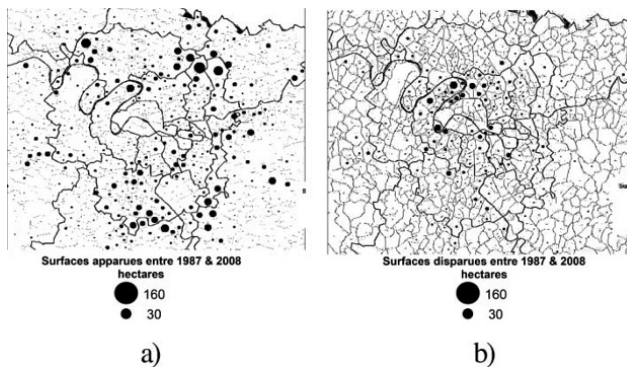 Surfaces apparues entre 1987 & 2008
hectares
160
30
a)
Surfaces disparues entre 1987 & 2008
hectares
160
30
b)